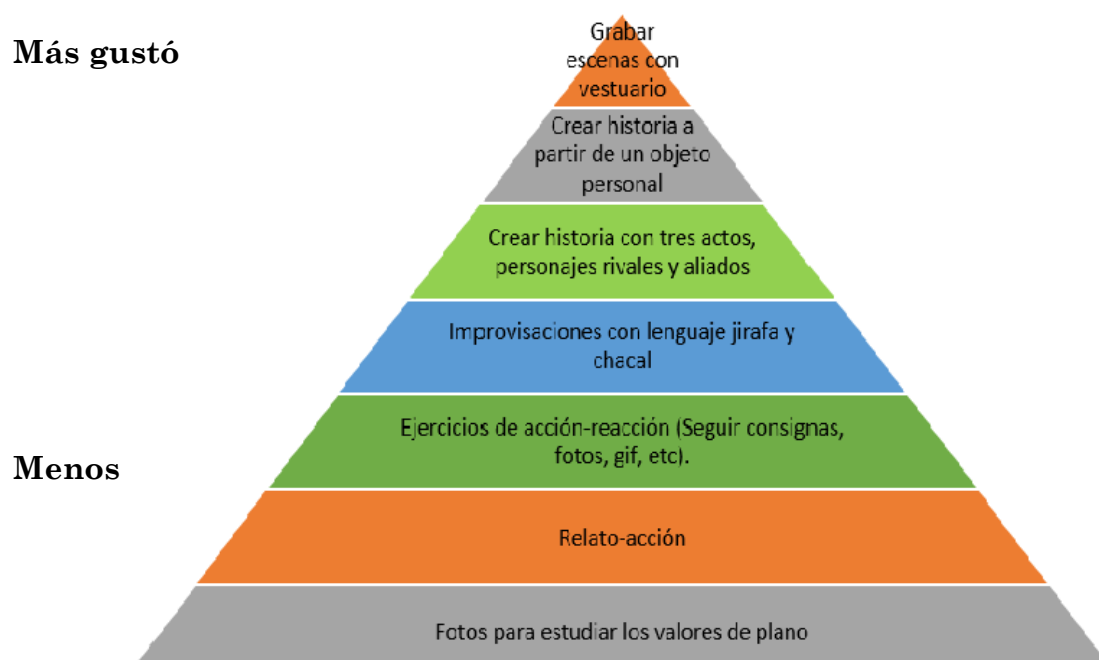 Más gustó
Grabar
escenas con
vestuario
Crear historia a
partir de un objeto
personal
Crear historia con tres actos,
personajes rivales y aliados
Improvisaciones con lenguaje jirafa y
chacal
Ejercicios de acción-reacción (Seguir consignas,
fotos, gif, etc).
Menos
Relato-acción
Fotos para estudiar los valores de plano